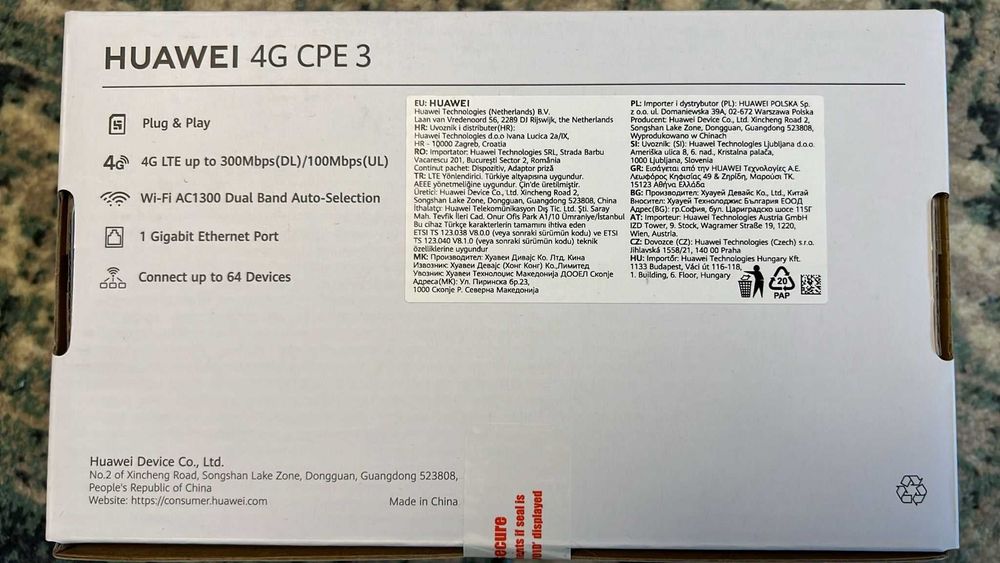 HUAWEI 4G CPE 3
Plug & Play
4G 4G LTE up to 300Mbps(DL)/100Mbps(UL)
Wi-Fi AC1300 Dual Band Auto-Selection
1 Gigabit Ethernet Port
Connect up to 64 Devices
EU: HUAWEI
Huawei Technologies (Netherlands) B.V.
Laan van Vredenoord 56, 2289 DJ Rijswijk, the Netherlands
HR: Uvoznik i distributer(HR):
Huawei Technologies d.o.o Ivana Lucica 2a/IX,
HR - 10000 Zagreb, Croatia
RO: Importator: Huawei Technologies SRL, Strada Barbu
Vacarescu 201, București Sector 2, România
Continut pachet: Dispozitiv, Adaptor priză
TR: LTE Yönlendirici. Türkiye altyapısına uygundur.
AEEE yönetmeliğine uygundur. Çin'de üretilmiştir.
Üretici: Huawei Device Co., Ltd. Xincheng Road 2,
Songshan Lake Zone, Dongguan, Guangdong 523808, China
İthalatçı: Huawei Telekomünikasyon Dış Tic. Ltd. Şti. Saray
Mah. Tevfik İleri Cad. Onur Ofis Park A1/10 Ümraniye/İstanbul
Bu cihaz Türkçe karakterlerin tamamını ihtiva eden
ETSI TS 123.038 V8.0.0 (veya sonraki sürümün kodu) ve ETSI
TS 123.040 V8.1.0 (veya sonraki sürümün kodu) teknik
özelliklerine uygundur
MK: Производител: Хуавеи Дивајс Ко. Лтд, Кина
Извозник: Хуавеи Девајс (Хонг Конг) Ко.,Лимитед
Увозник: Хуавеи Технолоџис Македонија ДООЕЛ Скопје
Адреса(МК): Ул. Пиринска бр.23,
1000 Скопје Р. Северна Македонија
PL: Importer i dystrybutor (PL): HUAWEI POLSKA Sp.
z o.o. ul. Domaniewska 39A, 02-672 Warszawa Polska
Producent: Huawei Device Co., Ltd. Xincheng Road 2,
Songshan Lake Zone, Dongguan, Guangdong 523808,
Wyprodukowano w Chinach
SI: Uvoznik (SI): Huawei Technologies Ljubljana d.o.o.
Ameriška ulica 8, 6. nad., Kristalna palača,
1000 Ljubljana, Slovenia
GR: Εισάγεται από την HUAWEI Τεχνολογίες Α.Ε.
Λεωφόρος Κηφισίας 49 & Ζηρίδη, Μαρούσι ΤΚ.
15123 Αθήνα Ελλάδα
BG: Производител: Хуауей Девайс Ко., Лтд., Китай
Вносител: Хуауей Технолоджис България ЕООД
Адрес(BG): гр.София, бул. Цариградско шосе 115Г
AT: Importeur: Huawei Technologies Austria GmbH
IZD Tower, 9. Stock, Wagramer Straße 19, 1220,
Wien, Austria.
CZ: Dovozce (CZ): Huawei Technologies (Czech) s.r.o.
Jihlavská 1558/21, 140 00 Praha
HU: Importőr: Huawei Technologies Hungary Kft.
1133 Budapest, Váci út 116-118,
1. Building, 6. Floor, Hungary
20
PAP
Huawei Device Co., Ltd.
No.2 of Xincheng Road, Songshan Lake Zone, Dongguan, Guangdong 523808,
People's Republic of China
Website: https://consumer.huawei.com
Made in China
if seal is
displayed